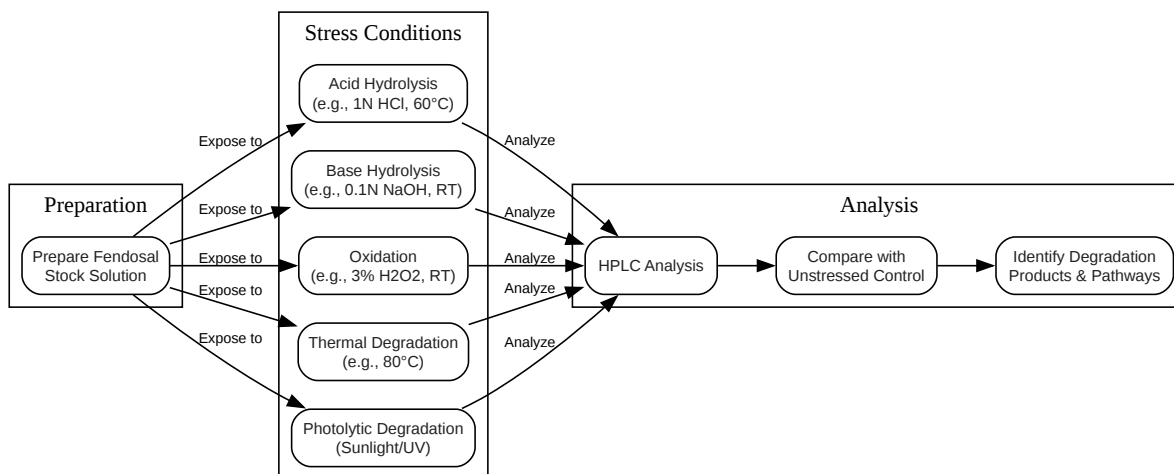 Preparation
Prepare Fendosal
Stock Solution
Expose to
Expose to
Expose to
Expose to
Expose to
Stress Conditions
Acid Hydrolysis
(e.g., 1N HCl, 60°C)
Base Hydrolysis
(e.g., 0.1N NaOH, RT)
Oxidation
(e.g., 3% H2O2, RT)
Thermal Degradation
(e.g., 80°C)
Photolytic Degradation
(Sunlight/UV)
Analyze
Analyze
Analyze
Analyze
Analyze
Analysis
HPLC Analysis
Compare with
Unstressed Control
Identify Degradation
Products & Pathways